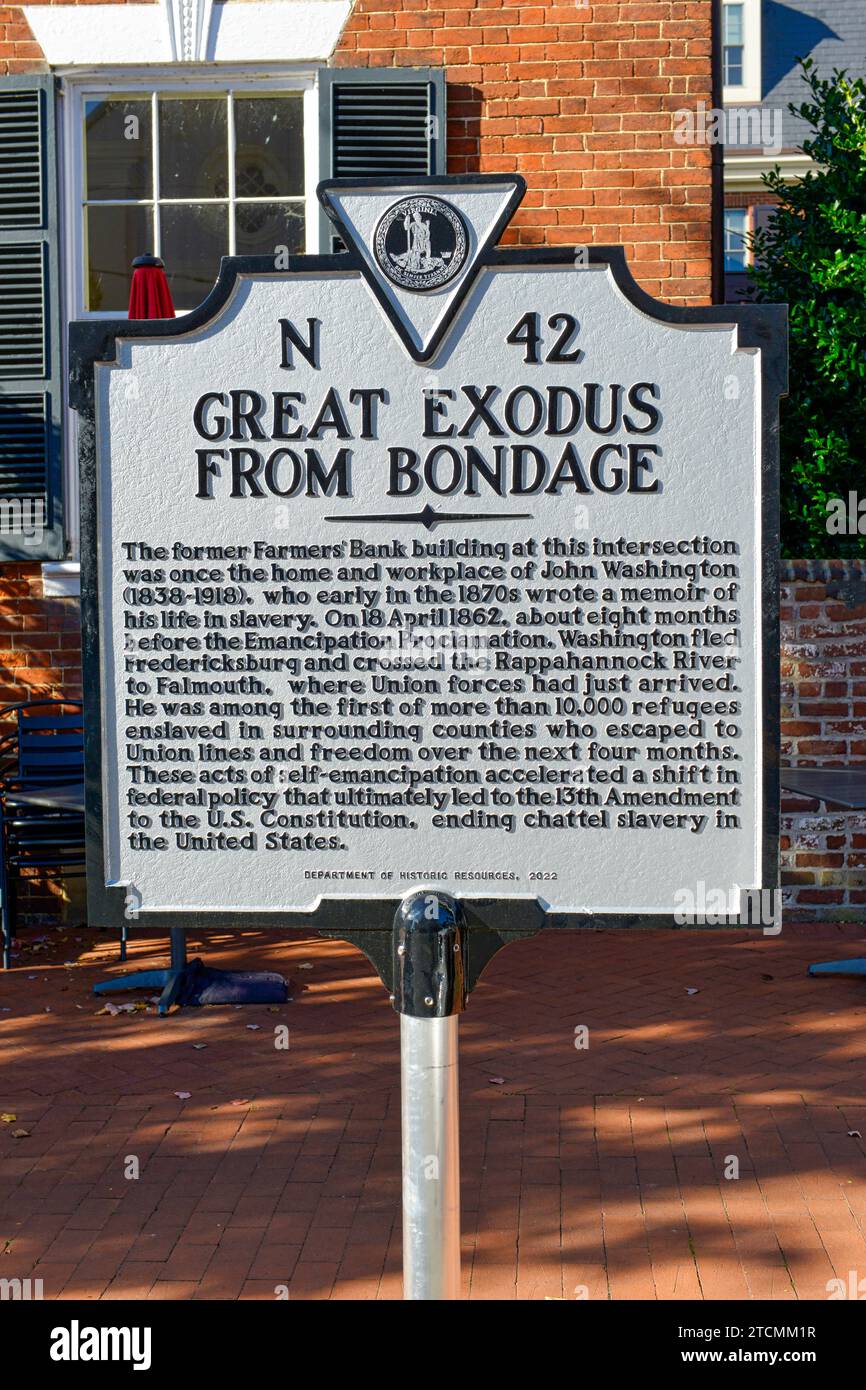 VIRGINIA
N 42
GREAT EXODUS
FROM BONDAGE
The former Farmers' Bank building at this intersection
was once the home and workplace of John Washington
(1838-1918), who early in the 1870s wrote a memoir of
his life in slavery. On 18 April 1862, about eight months
before the Emancipation Proclamation, Washington fled
Fredericksburg and crossed the Rappahannock River
to Falmouth, where Union forces had just arrived.
He was among the first of more than 10,000 refugees
enslaved in surrounding counties who escaped to
Union lines and freedom over the next four months.
These acts of self-emancipation accelerated a shift in
federal policy that ultimately led to the 13th Amendment
to the U.S. Constitution, ending chattel slavery in
the United States.
DEPARTMENT OF HISTORIC RESOURCES, 2022
alamy
Image ID: 2TCMM1R
www.alamy.com